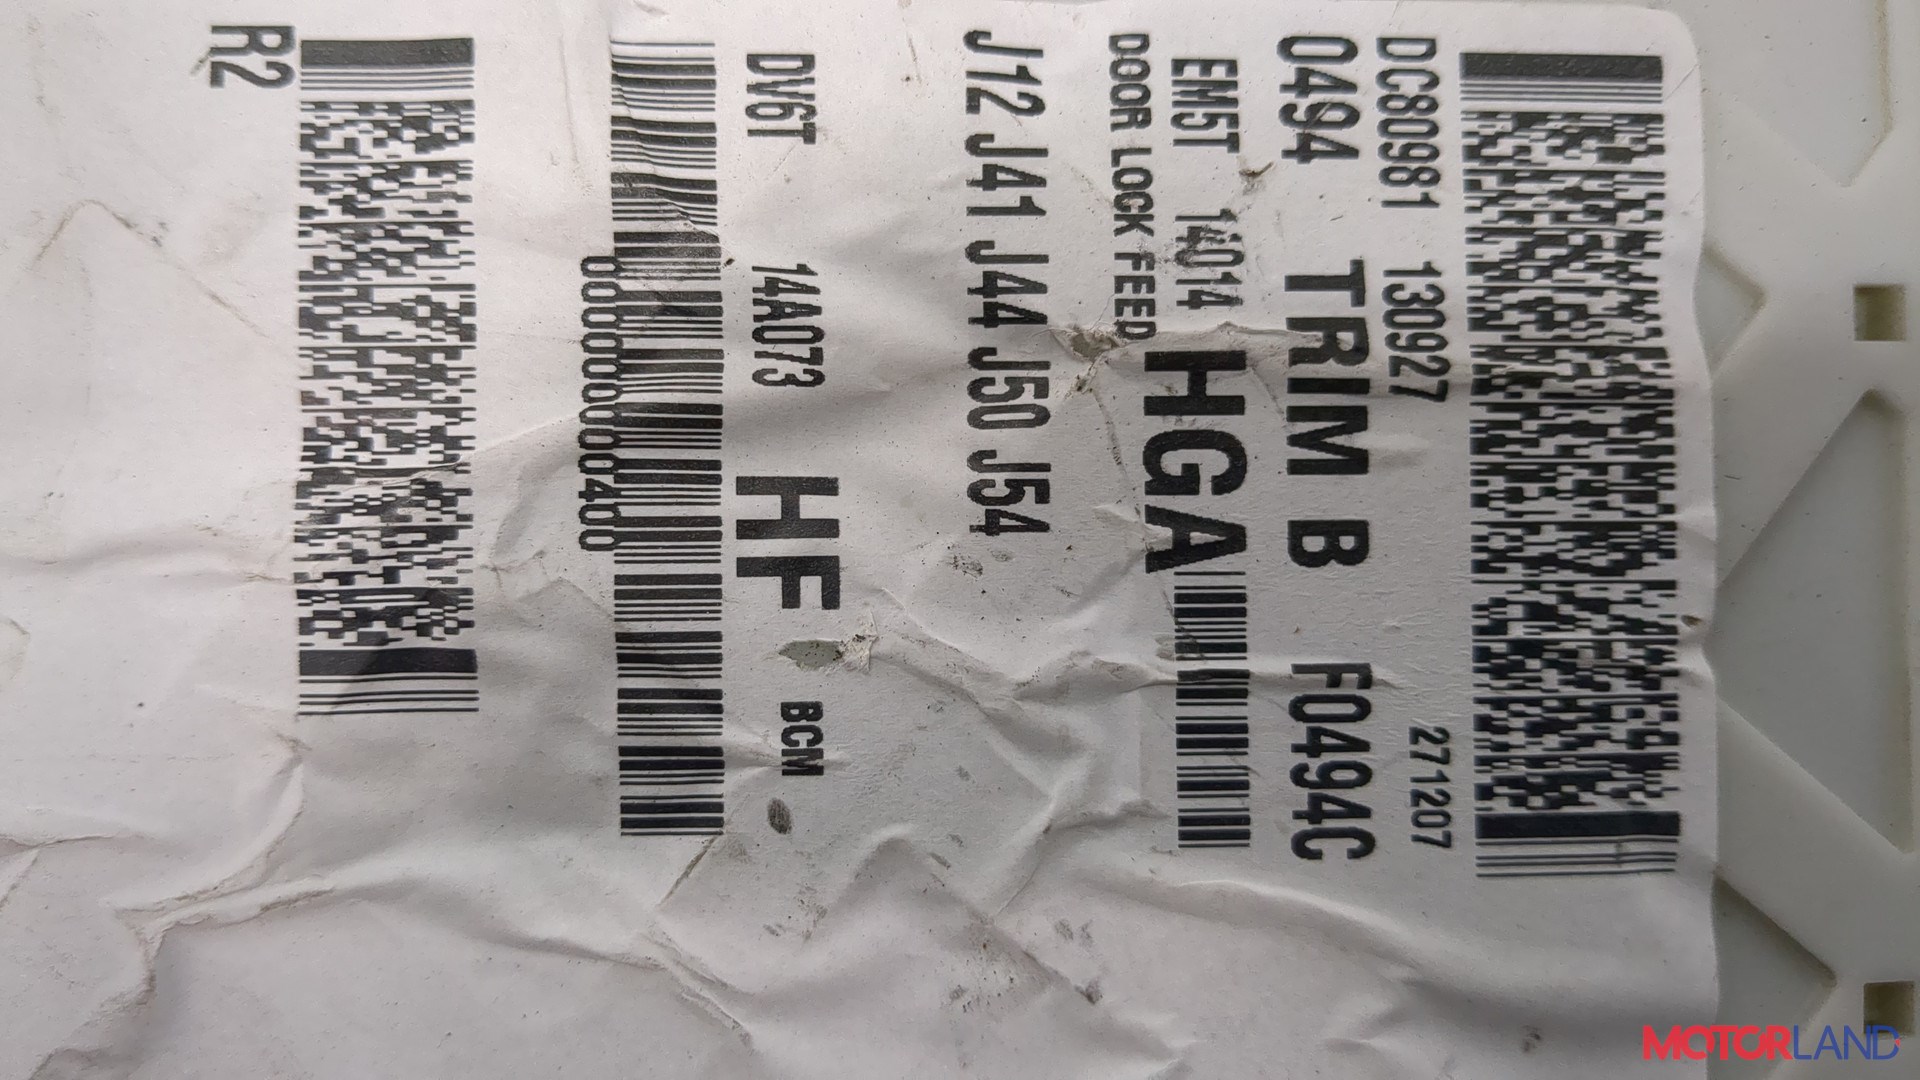 DC80981 130927 271207
0494 TRIM B F0494C
EM5T 14014 HGA
DOOR LOCK FEED
J12 J41 J44 J50 J54
DV6T 14A073 HF BCM
R2
MOTORLAND